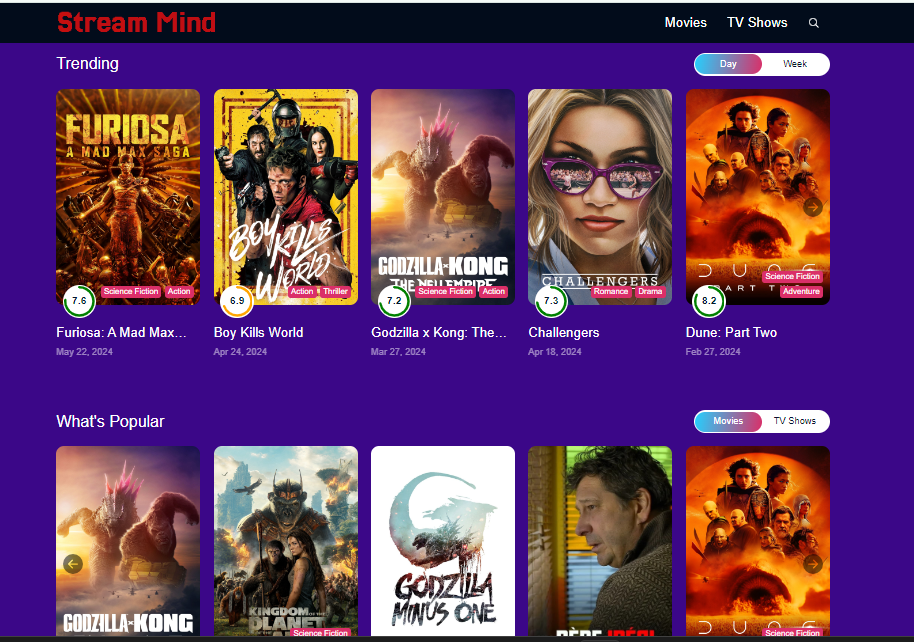 Stream Mind
Movies TV Shows
Trending
Day Week
FURIOSA
A MAD MAX SAGA
7.6
Science Fiction Action
Furiosa: A Mad Max...
May 22, 2024
BOY KILLS
WORLD
6.9
Action Thriller
Boy Kills World
Apr 24, 2024
GODZILLA x KONG
THE NEW EMPIRE
7.2
Science Fiction Action
Godzilla x Kong: The...
Mar 27, 2024
CHALLENGERS
7.3
Romance Drama
Challengers
Apr 18, 2024
DUNE
PART TWO
8.2
Science Fiction
Adventure
Dune: Part Two
Feb 27, 2024
What's Popular
Movies TV Shows
GODZILLA x KONG
KINGDOM OF THE
PLANET
Science Fiction
GODZILLA
MINUS ONE
PÈRE IDÉAL
DUNE
Science Fiction